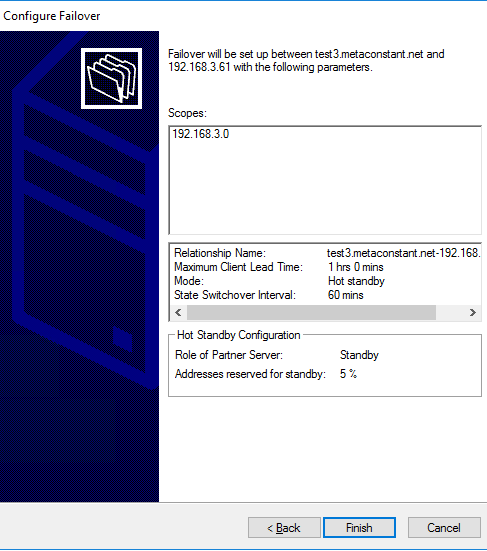 Configure Failover
Failover will be set up between test3.metaconstant.net and
192.168.3.61 with the following parameters.
Scopes:
192.168.3.0
Relationship Name: test3.metaconstant.net-192.168.
Maximum Client Lead Time: 1 hrs 0 mins
Mode: Hot standby
State Switchover Interval: 60 mins
Hot Standby Configuration
Role of Partner Server: Standby
Addresses reserved for standby: 5 %
< Back Finish Cancel